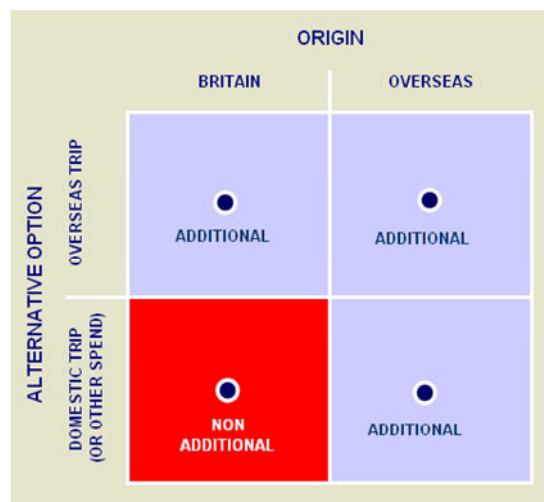 ORIGIN
BRITAIN
OVERSEAS
ALTERNATIVE OPTION
OVERSEAS TRIP
ADDITIONAL
ADDITIONAL
DOMESTIC TRIP
(OR OTHER SPEND)
NON
ADDITIONAL
ADDITIONAL